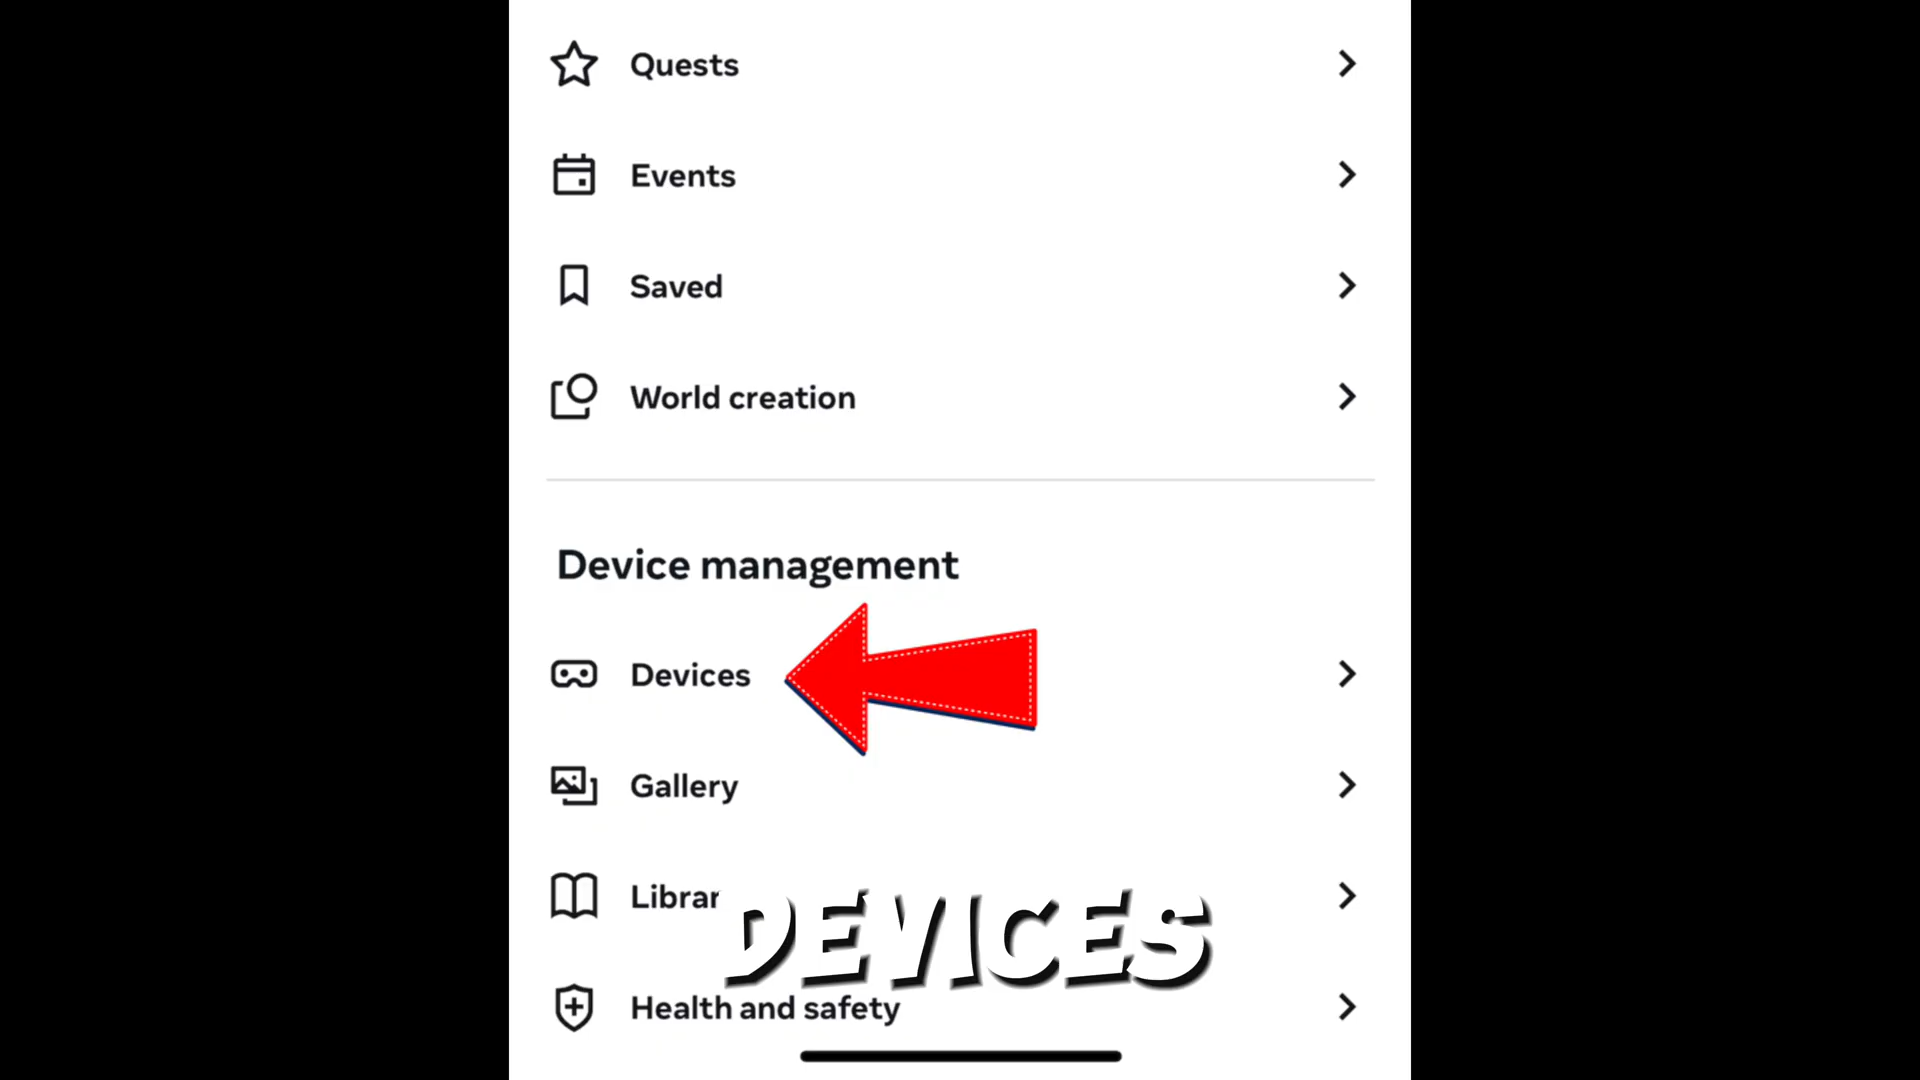 Quests
Events
Saved
World creation
Device management
Devices
Gallery
Librar
DEVICES
Health and safety